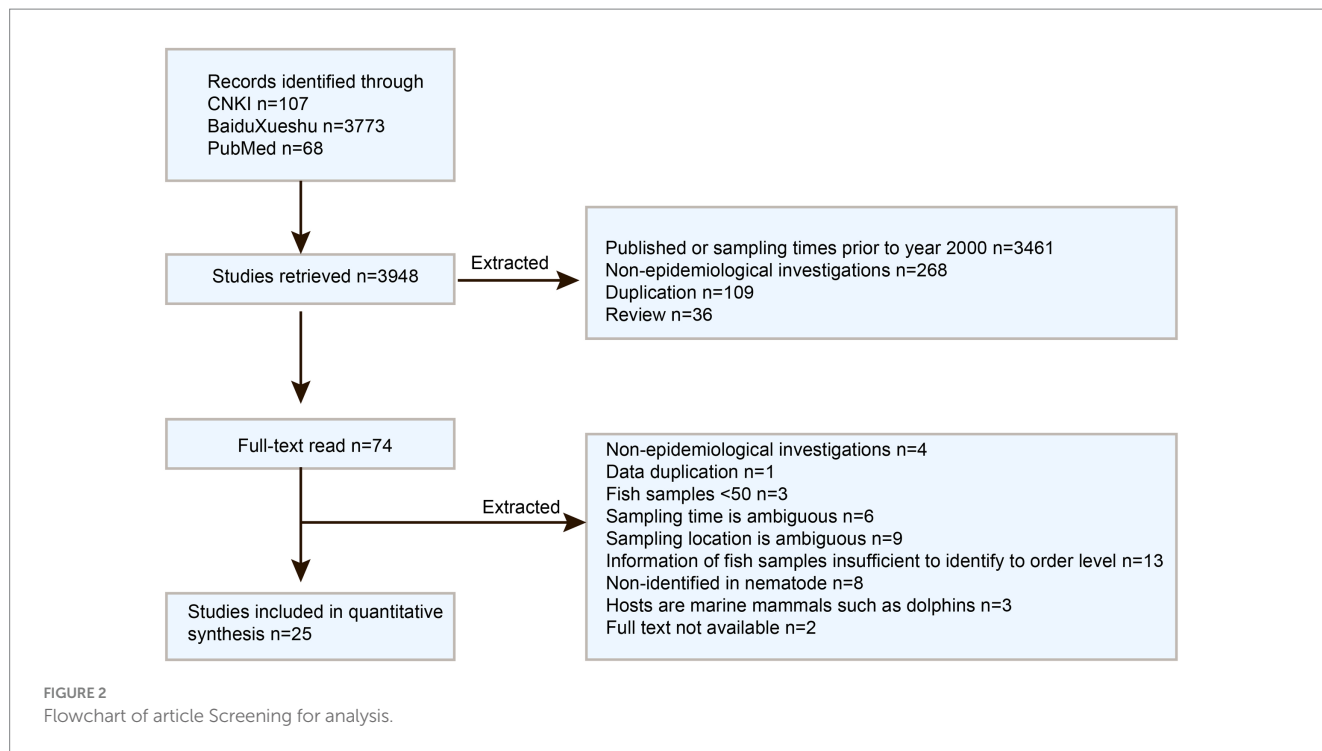 Records identified through
CNKI n=107
BaiduXueshu n=3773
PubMed n=68
Studies retrieved n=3948
Extracted
Published or sampling times prior to year 2000 n=3461
Non-epidemiological investigations n=268
Duplication n=109
Review n=36
Full-text read n=74
Extracted
Non-epidemiological investigations n=4
Data duplication n=1
Fish samples <50 n=3
Sampling time is ambiguous n=6
Sampling location is ambiguous n=9
Information of fish samples insufficient to identify to order level n=13
Non-identified in nematode n=8
Hosts are marine mammals such as dolphins n=3
Full text not available n=2
Studies included in quantitative
synthesis n=25
FIGURE 2
Flowchart of article Screening for analysis.